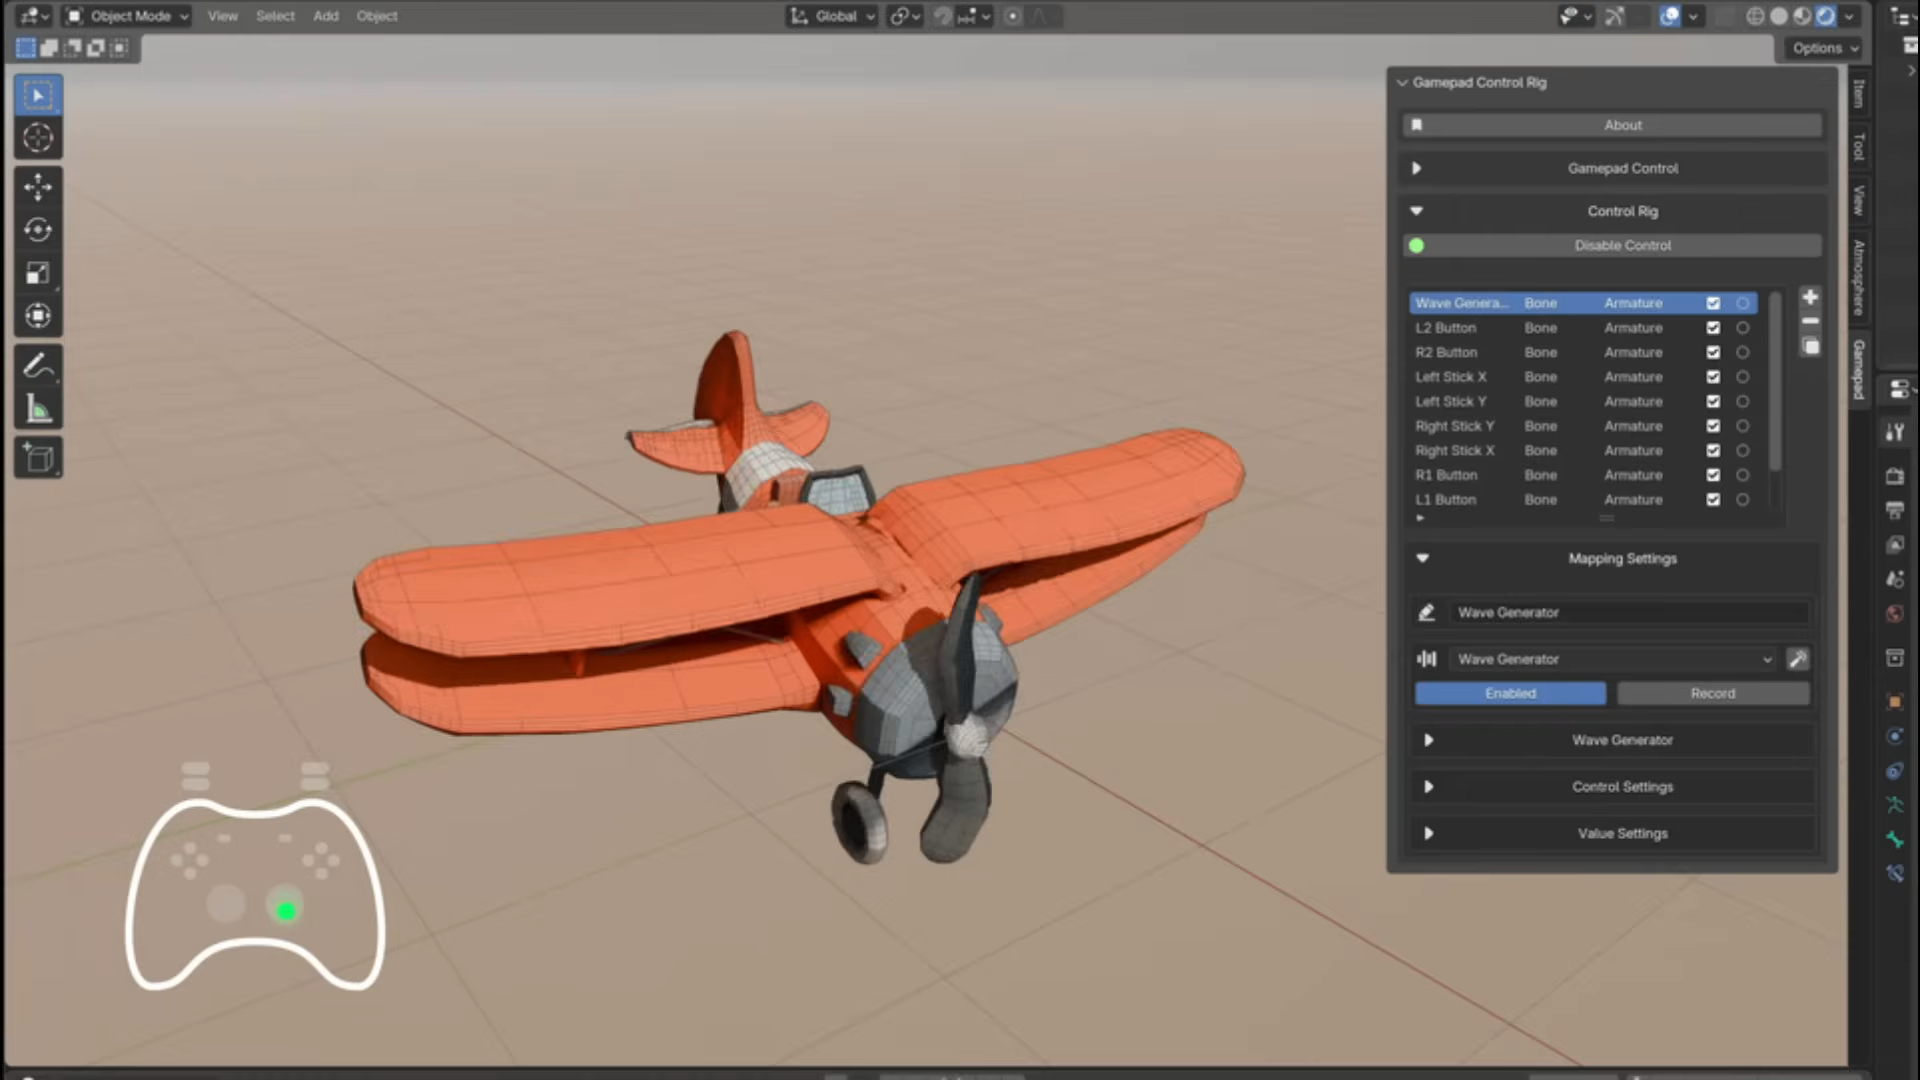 Object Mode View Select Add Object Global
Options
Gamepad Control Rig
About
Gamepad Control
Control Rig
Disable Control
Wave Genera... Bone Armature
L2 Button Bone Armature
R2 Button Bone Armature
Left Stick X Bone Armature
Left Stick Y Bone Armature
Right Stick Y Bone Armature
Right Stick X Bone Armature
R1 Button Bone Armature
L1 Button Bone Armature
Mapping Settings
Wave Generator
Wave Generator
Enabled Record
Wave Generator
Control Settings
Value Settings
Item
Tool
View
Atmosphere
Gamepad